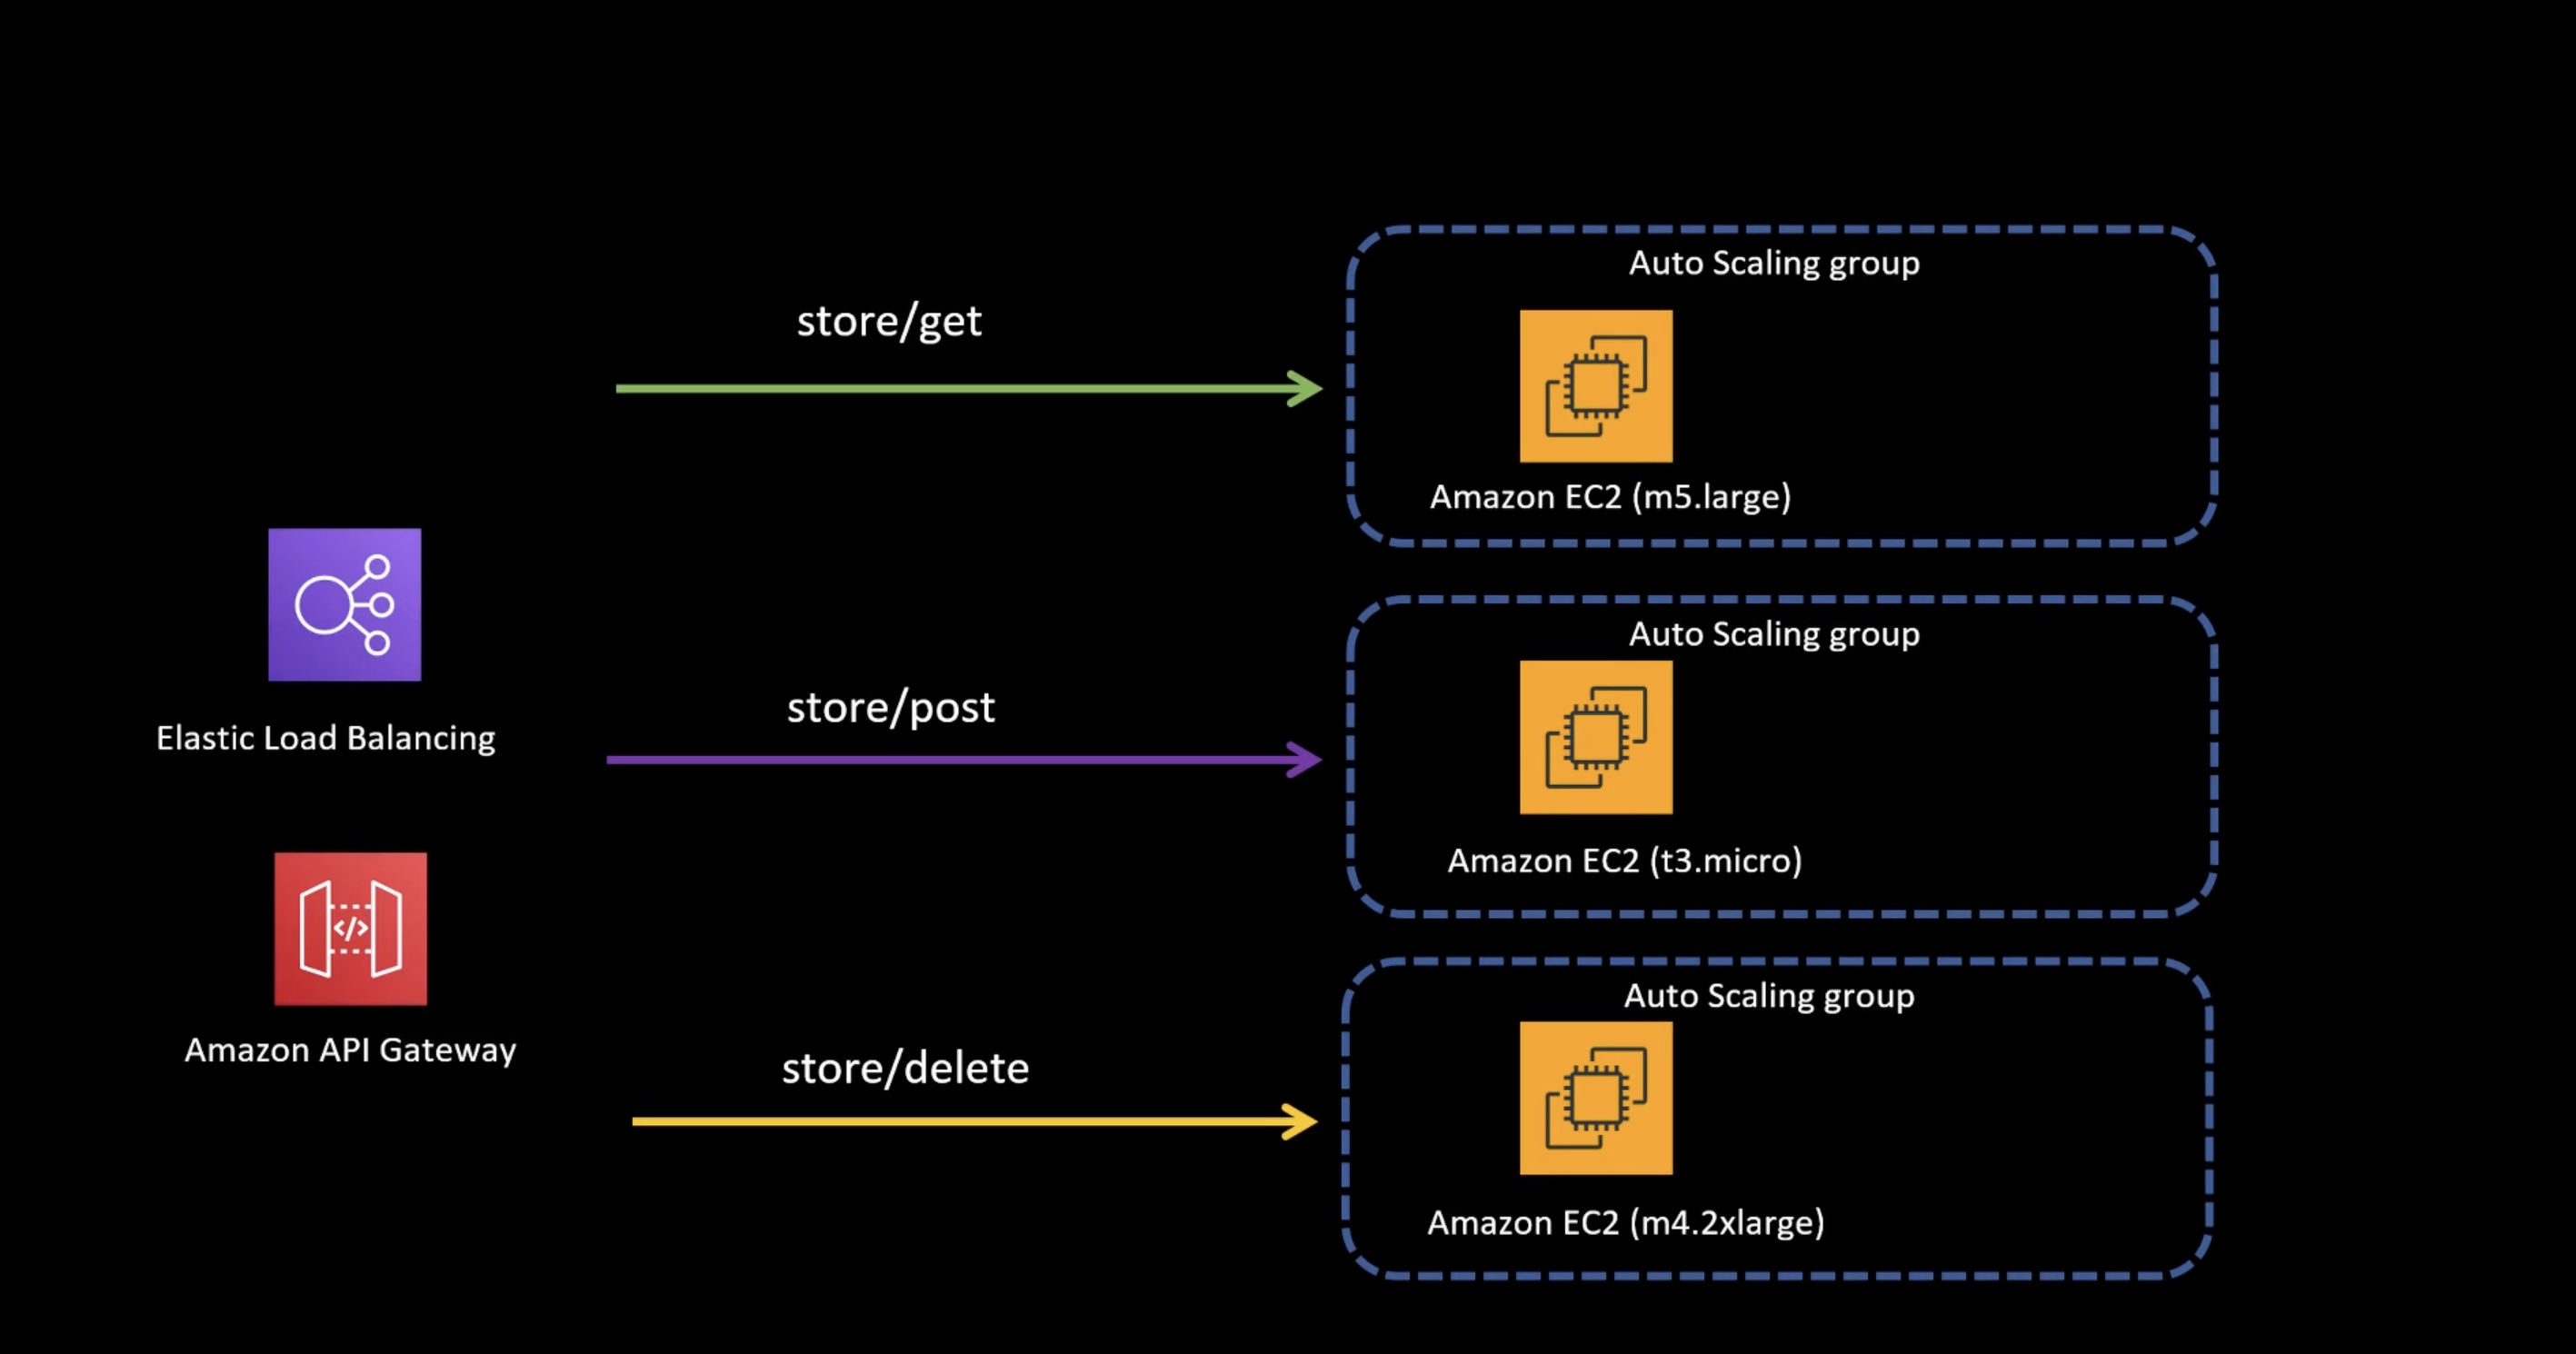 Auto Scaling group
store/get
Amazon EC2 (m5.large)
Elastic Load Balancing
store/post
Auto Scaling group
Amazon EC2 (t3.micro)
Amazon API Gateway
</>
store/delete
Auto Scaling group
Amazon EC2 (m4.2xlarge)